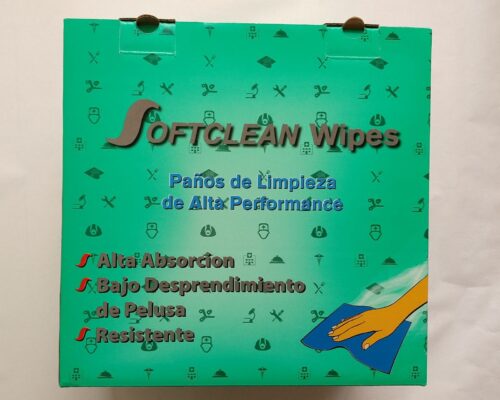 SOFTCLEAN Wipes
Paños de Limpieza
de Alta Performance
Alta Absorcion
Bajo Desprendimiento
de Pelusa
Resistente